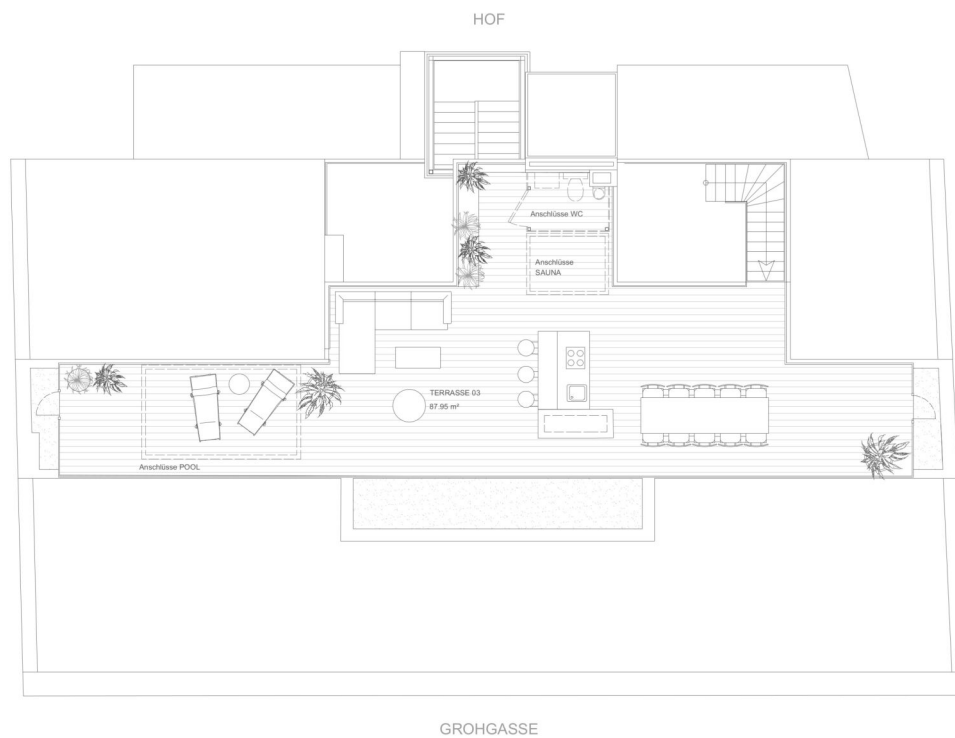 HOF
Anschlüsse WC
Anschlüsse
SAUNA
TERRASSE 03
87.95 m²
Anschlüsse POOL
GROHGASSE